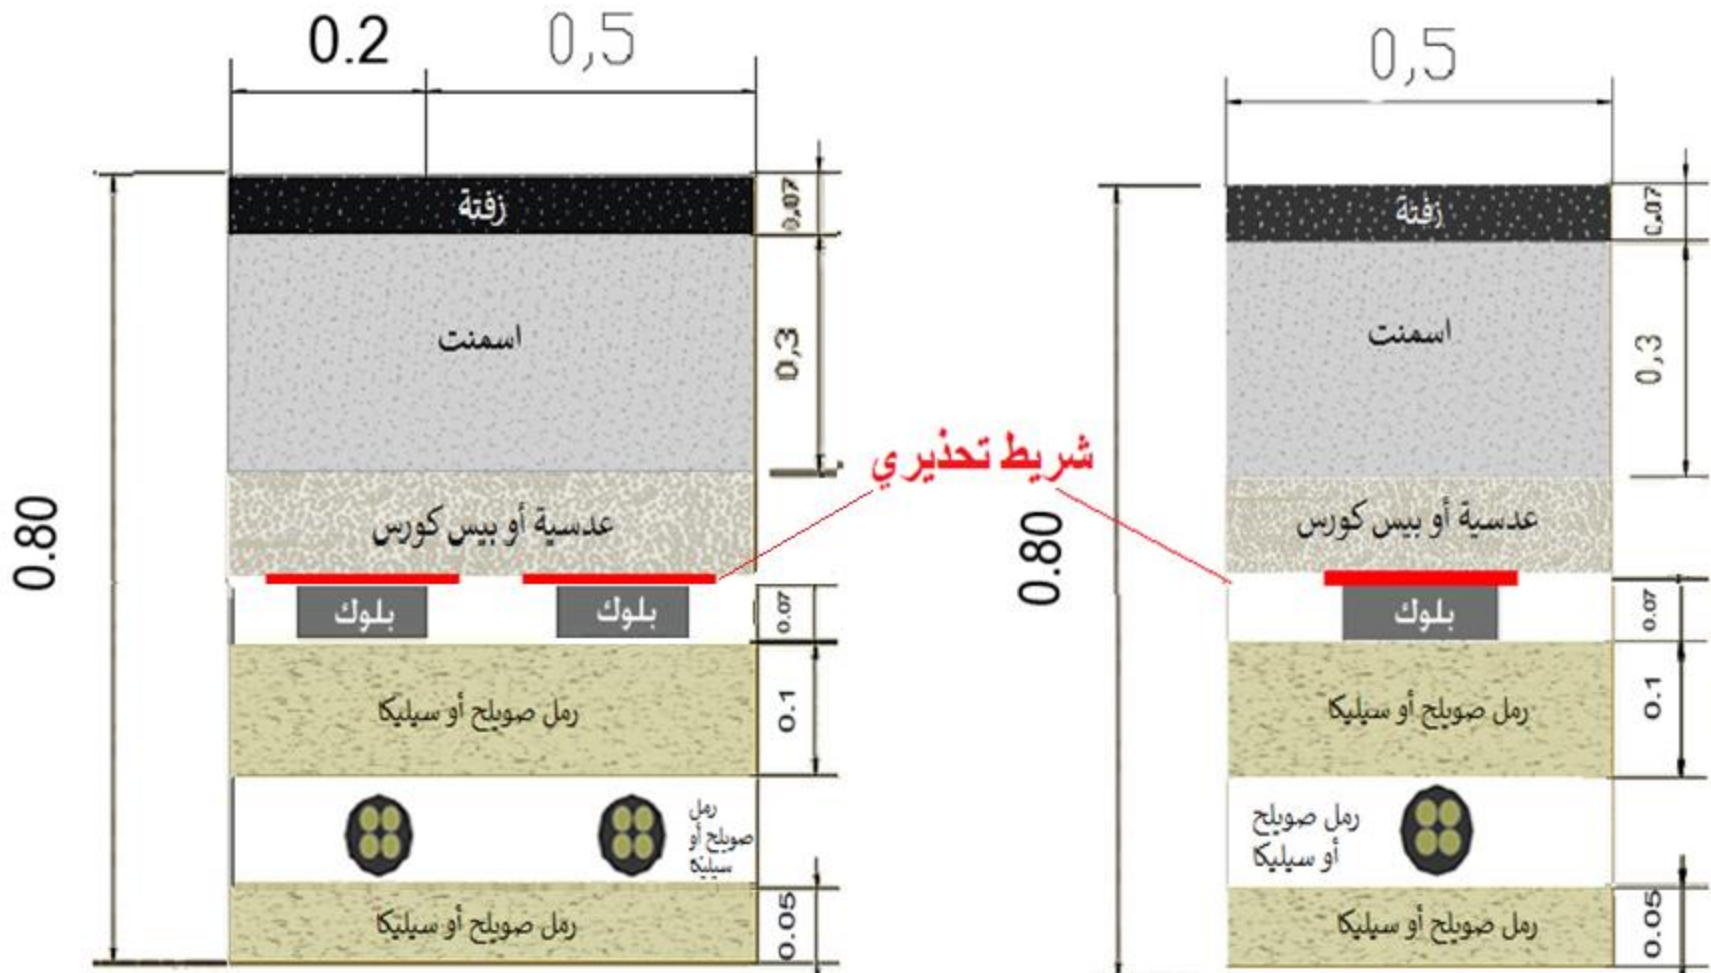 0.2
0,5
0,5
0.80
زفتة
0,07
اسمنت
0,3
عدسية أو بيس كورس
شريط تحذيري
بلوك
بلوك
0.07
رمل صويلح أو سيليكا
0.1
رمل
صويلح أو
سيليكا
رمل صويلح أو سيليكا
0.05
0.80
زفتة
0,07
اسمنت
0,3
عدسية أو بيس كورس
بلوك
0.07
رمل صويلح أو سيليكا
0.1
رمل صويلح
أو سيليكا
رمل صويلح أو سيليكا
0.05